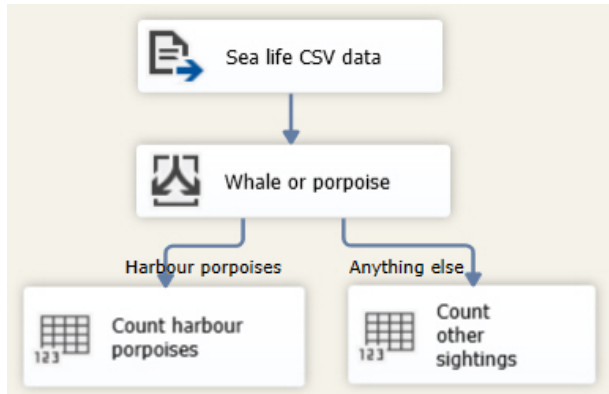 Sea life CSV data
Whale or porpoise
Harbour porpoises
Anything else
Count harbour
porpoises
123
Count
other
sightings
123